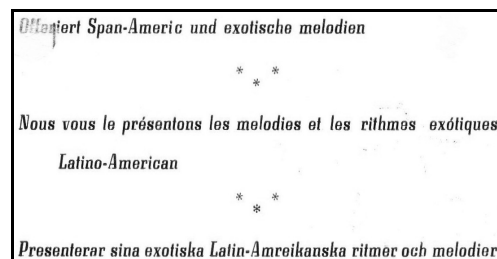 Offeriert Span-Americ und exotische melodien
* * *
Nous vous le présentons les melodies et les rithmes exótiques
Latino-American
* * *
Presenterar sina exotiska Latin-Amreikanska ritmer och melodier